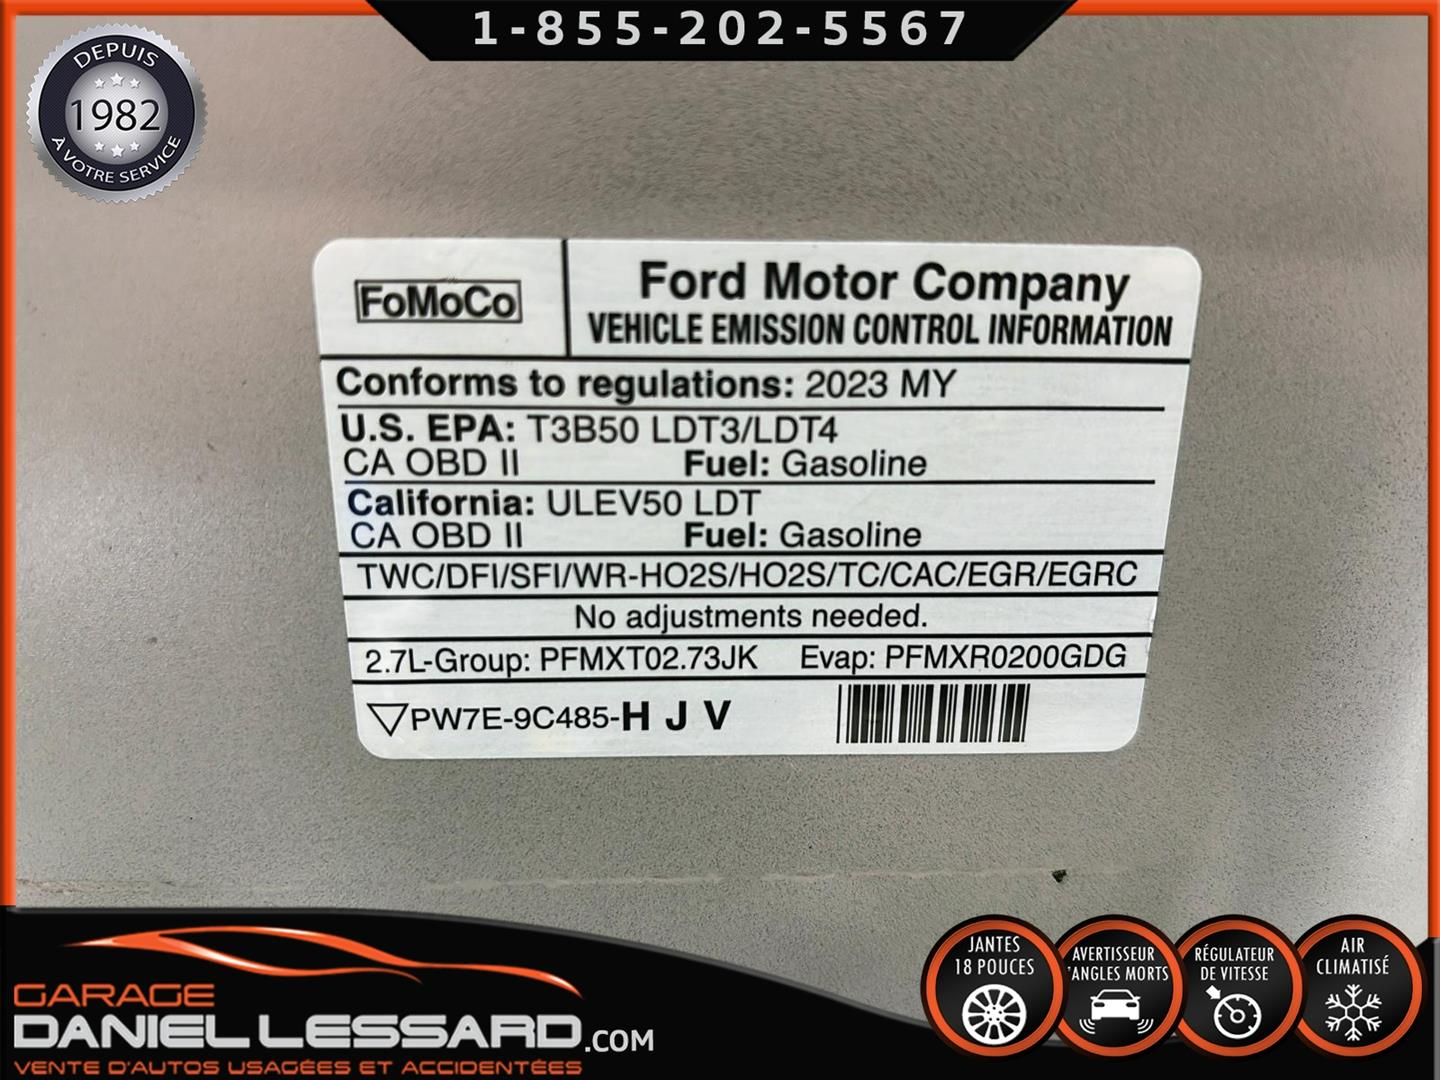 1-855-202-5567
DEPUIS
1982
À VOTRE SERVICE
FoMoCo
Ford Motor Company
VEHICLE EMISSION CONTROL INFORMATION
Conforms to regulations: 2023 MY
U.S. EPA: T3B50 LDT3/LDT4
CA OBD II Fuel: Gasoline
California: ULEV50 LDT
CA OBD II Fuel: Gasoline
TWC/DFI/SFI/WR-HO2S/HO2S/TC/CAC/EGR/EGRC
No adjustments needed.
2.7L-Group: PFMXT02.73JK Evap: PFMXR0200GDG
PW7E-9C485-H J V
GARAGE
DANIEL LESSARD.COM
VENTE D'AUTOS USAGÉES ET ACCIDENTÉES
JANTES
18 POUCES
AVERTISSEUR
'ANGLES MORTS
RÉGULATEUR
DE VITESSE
AIR
CLIMATISÉ